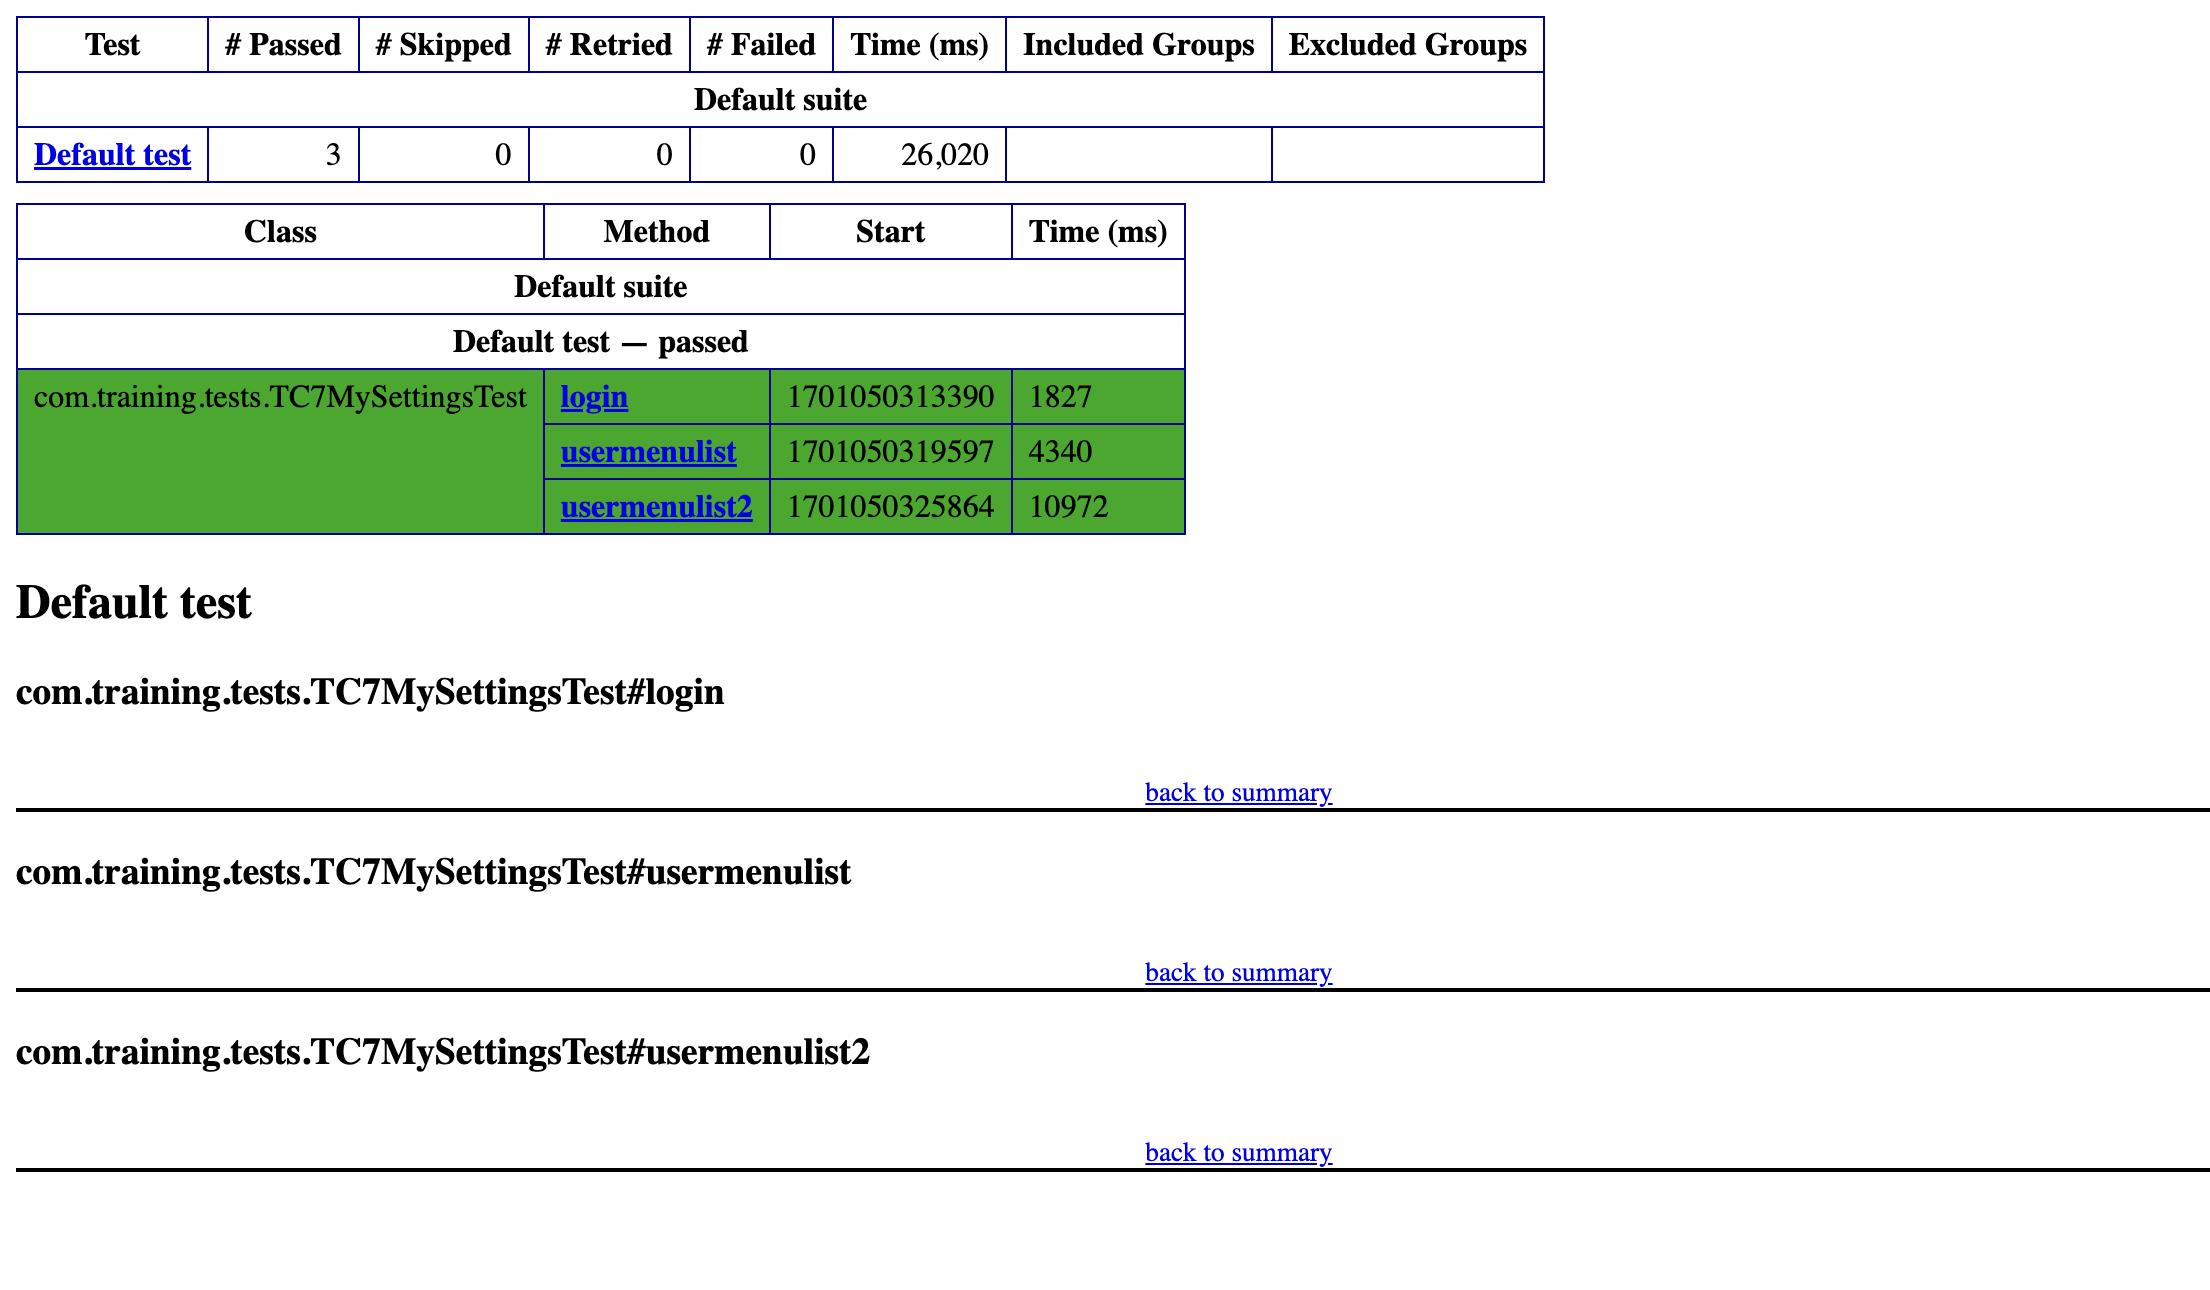 Test # Passed # Skipped # Retried # Failed Time (ms) Included Groups Excluded Groups
Default suite
Default test 3 0 0 0 26,020
Class Method Start Time (ms)
Default suite
Default test — passed
com.training.tests.TC7MySettingsTest login 1701050313390 1827
usermenulist 1701050319597 4340
usermenulist2 1701050325864 10972
Default test
com.training.tests.TC7MySettingsTest#login
back to summary
com.training.tests.TC7MySettingsTest#usermenulist
back to summary
com.training.tests.TC7MySettingsTest#usermenulist2
back to summary